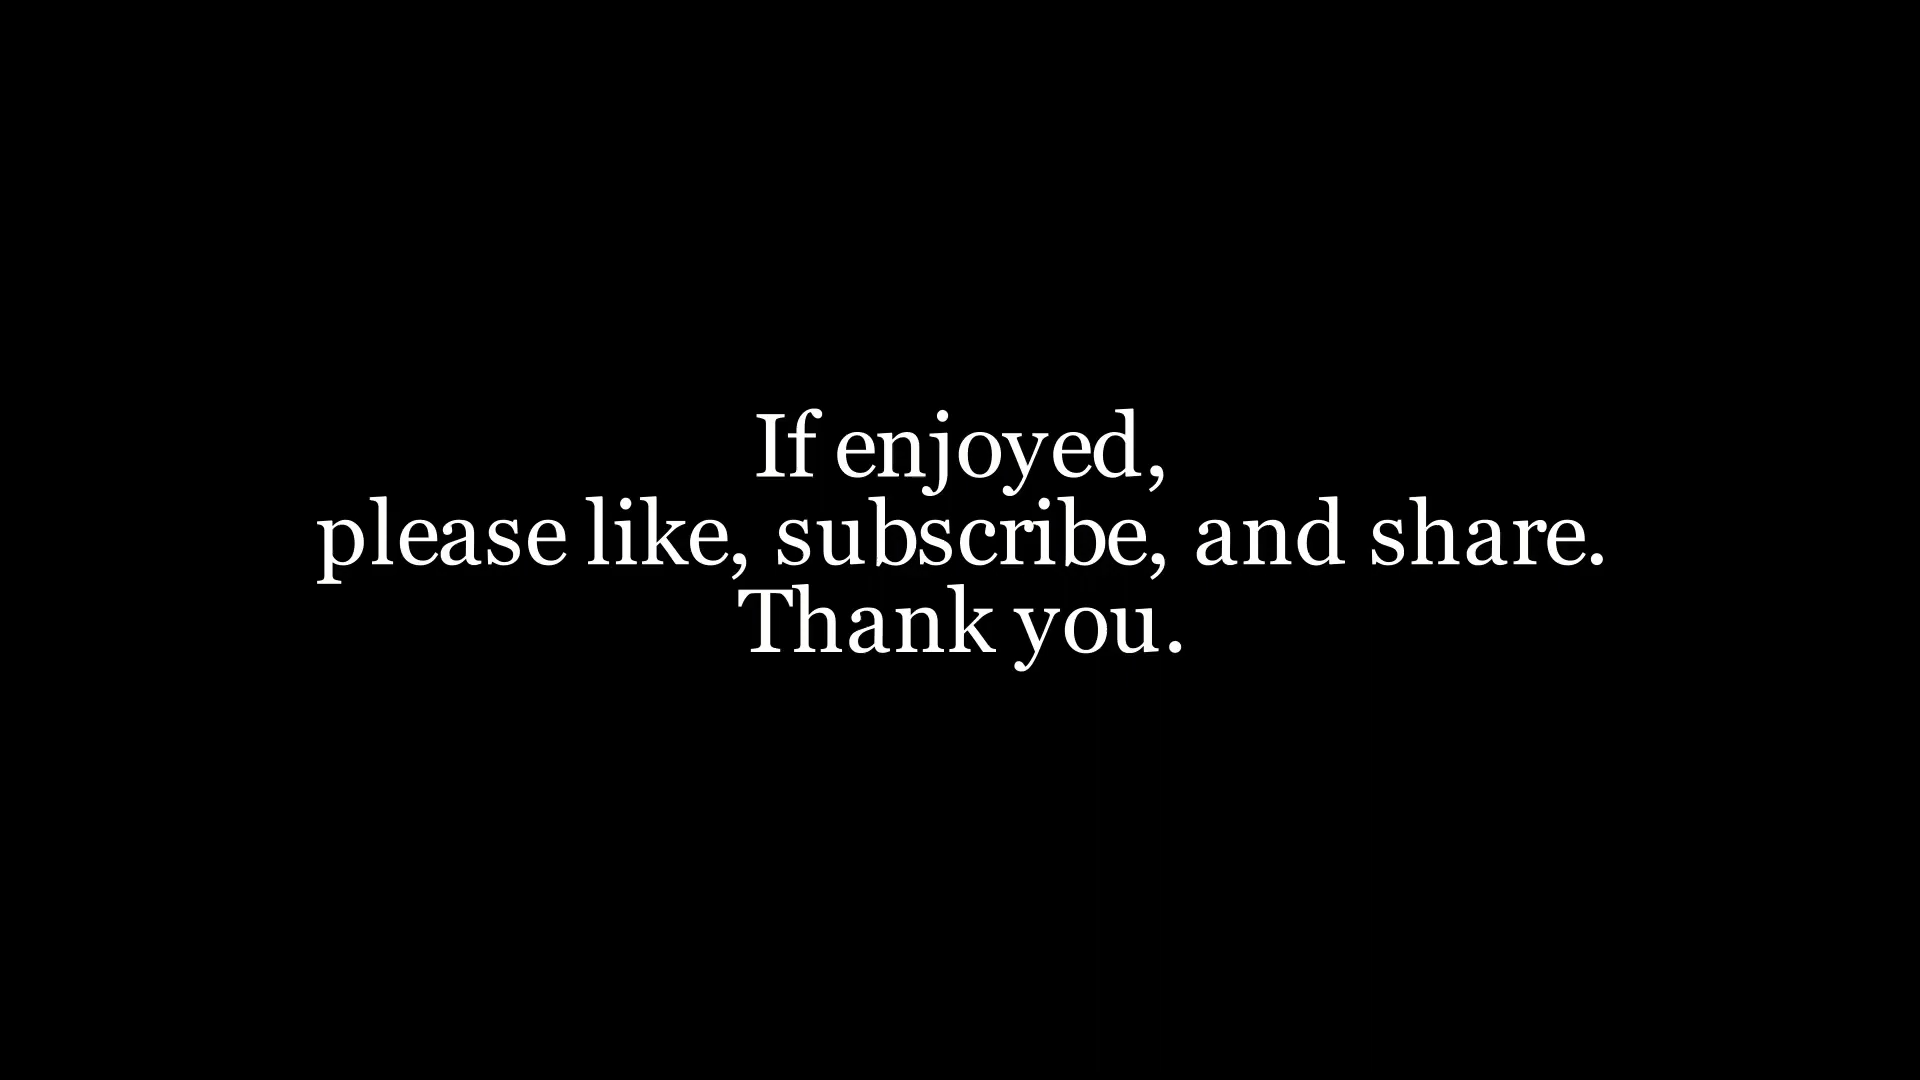 If enjoyed,
please like, subscribe, and share.
Thank you.